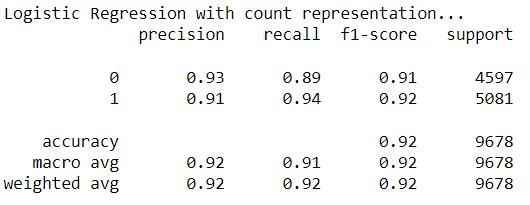 Logistic Regression with count representation...
precision recall f1-score support
0 0.93 0.89 0.91 4597
1 0.91 0.94 0.92 5081
accuracy 0.92 9678
macro avg 0.92 0.91 0.92 9678
weighted avg 0.92 0.92 0.92 9678